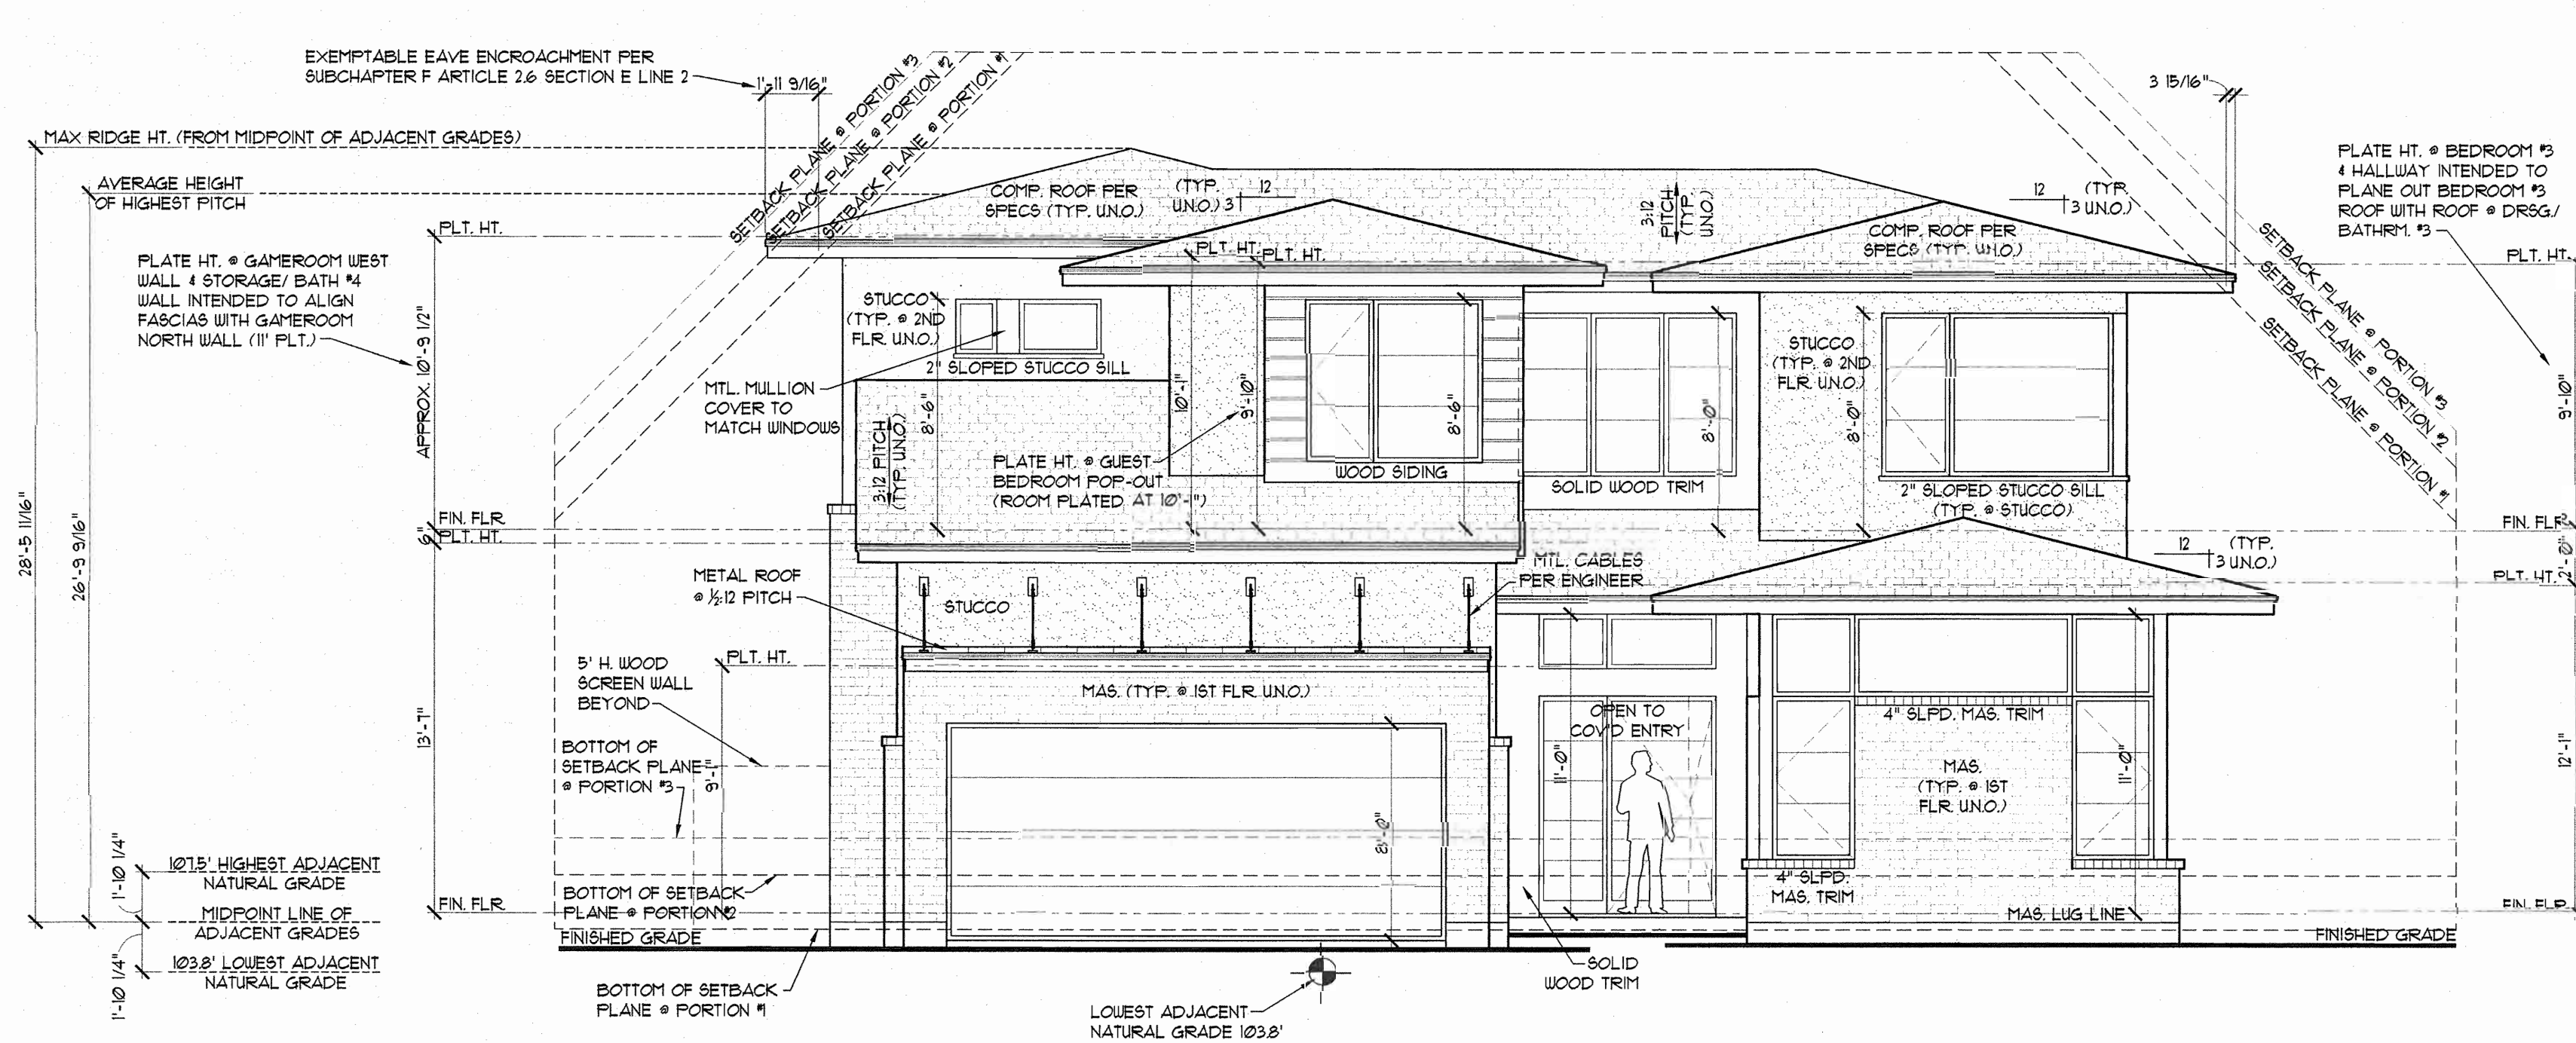 EXEMPTABLE EAVE ENCROACHMENT PER
SUBCHAPTER F ARTICLE 2.6 SECTION E LINE 2
1'-11 9/16"
SETBACK PLANE @ PORTION #3
SETBACK PLANE @ PORTION #2
SETBACK PLANE @ PORTION #1
3 15/16"
MAX RIDGE HT. (FROM MIDPOINT OF ADJACENT GRADES)
AVERAGE HEIGHT
OF HIGHEST PITCH
PLT. HT.
PLATE HT. @ GAMEROOM WEST
WALL & STORAGE/ BATH #4
WALL INTENDED TO ALIGN
FASCIAS WITH GAMEROOM
NORTH WALL (11' PLT.)
APPROX. 10'-9 1/2"
28'-5 11/16"
26'-9 9/16"
FIN. FLR.
6"
PLT. HT.
13'-7"
FIN. FLR.
1'-10 1/4"
107.5' HIGHEST ADJACENT
NATURAL GRADE
MIDPOINT LINE OF
ADJACENT GRADES
103.8' LOWEST ADJACENT
NATURAL GRADE
1'-10 1/4"
COMP. ROOF PER
SPECS (TYP. U.N.O.)
(TYP.
U.N.O.) 3
12
3:12
PITCH
(TYP.
U.N.O.)
12
(TYP.
3 U.N.O.)
COMP. ROOF PER
SPECS (TYP. U.N.O.)
PLATE HT. @ BEDROOM #3
& HALLWAY INTENDED TO
PLANE OUT BEDROOM #3
ROOF WITH ROOF @ DRSG./
BATHRM. #3
SETBACK PLANE @ PORTION #3
SETBACK PLANE @ PORTION #2
SETBACK PLANE @ PORTION #1
PLT. HT.
PLT. HT.
PLT. HT.
STUCCO
(TYP. @ 2ND
FLR. U.N.O.)
2" SLOPED STUCCO SILL
MTL. MULLION
COVER TO
MATCH WINDOWS
3:12 PITCH
(TYP. U.N.O.)
8'-6"
10'-1"
9'-10"
8'-6"
PLATE HT. @ GUEST
BEDROOM POP-OUT
(ROOM PLATED AT 10'-1")
WOOD SIDING
8'-0"
SOLID WOOD TRIM
STUCCO
(TYP. @ 2ND
FLR. U.N.O.)
8'-0"
2" SLOPED STUCCO SILL
(TYP. @ STUCCO)
9'-10"
FIN. FLR.
2'-0"
PLT. HT.
12
(TYP.
3 U.N.O.)
METAL ROOF
@ ½:12 PITCH
STUCCO
MTL. CABLES
PER ENGINEER
5' H. WOOD
SCREEN WALL
BEYOND
PLT. HT.
9'-1"
MAS. (TYP. @ 1ST FLR. U.N.O.)
BOTTOM OF
SETBACK PLANE
@ PORTION #3
8'-0"
OPEN TO
COV'D ENTRY
11'-0"
4" SLPD. MAS. TRIM
MAS.
(TYP. @ 1ST
FLR. U.N.O.)
11'-0"
12'-1"
4" SLPD.
MAS. TRIM
MAS. LUG LINE
FIN. FLR.
BOTTOM OF SETBACK
PLANE @ PORTION #2
FINISHED GRADE
FINISHED GRADE
BOTTOM OF SETBACK
PLANE @ PORTION #1
SOLID
WOOD TRIM
LOWEST ADJACENT
NATURAL GRADE 103.8'